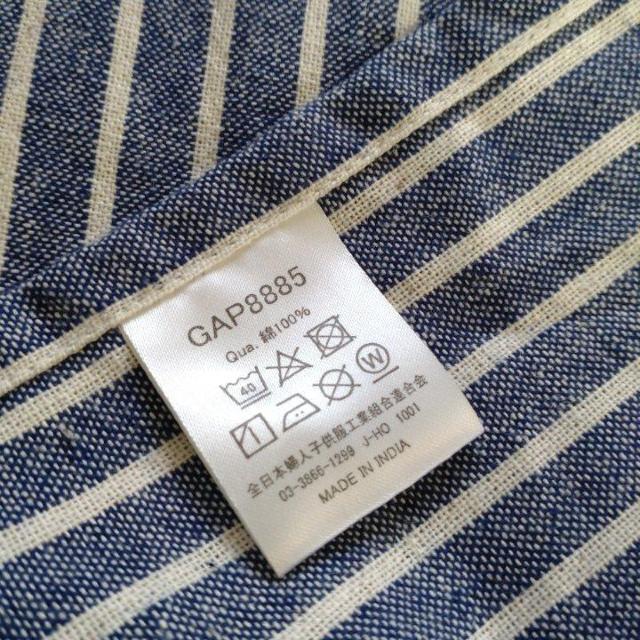 GAP8885
Qua. 綿100%
40
W
全日本婦人子供服工業組合連合会
03-3866-1299 J-HO 1001
MADE IN INDIA